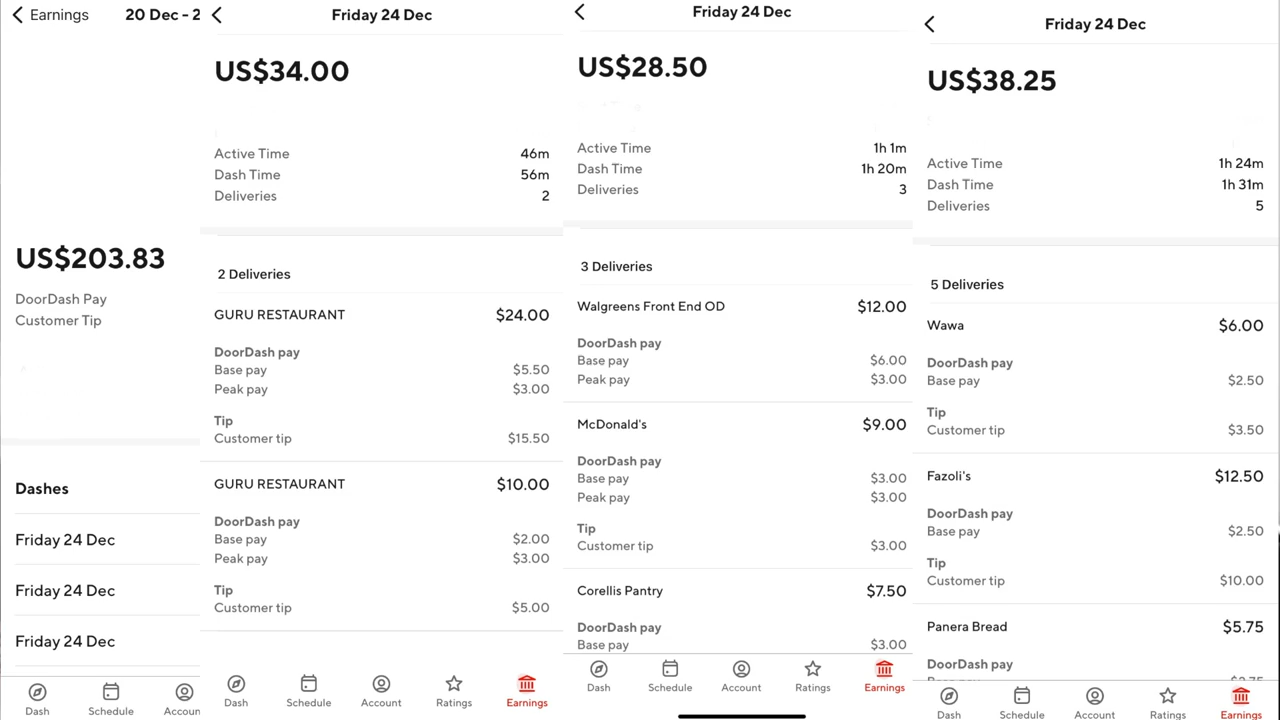 Earnings
20 Dec - 2
US$203.83
DoorDash Pay
Customer Tip
Dashes
Friday 24 Dec
Friday 24 Dec
Friday 24 Dec
Dash Schedule Accoun
Friday 24 Dec
US$34.00
Active Time 46m
Dash Time 56m
Deliveries 2
2 Deliveries
GURU RESTAURANT $24.00
DoorDash pay
Base pay $5.50
Peak pay $3.00
Tip
Customer tip $15.50
GURU RESTAURANT $10.00
DoorDash pay
Base pay $2.00
Peak pay $3.00
Tip
Customer tip $5.00
Dash Schedule Account Ratings Earnings
Friday 24 Dec
US$28.50
Active Time 1h 1m
Dash Time 1h 20m
Deliveries 3
3 Deliveries
Walgreens Front End OD $12.00
DoorDash pay
Base pay $6.00
Peak pay $3.00
McDonald's $9.00
DoorDash pay
Base pay $3.00
Peak pay $3.00
Tip
Customer tip $3.00
Corellis Pantry $7.50
DoorDash pay
Base pay $3.00
Dash Schedule Account Ratings Earnings
Friday 24 Dec
US$38.25
Active Time 1h 24m
Dash Time 1h 31m
Deliveries 5
5 Deliveries
Wawa $6.00
DoorDash pay
Base pay $2.50
Tip
Customer tip $3.50
Fazoli's $12.50
DoorDash pay
Base pay $2.50
Tip
Customer tip $10.00
Panera Bread $5.75
DoorDash pay
Dash Schedule Account Ratings Earnings